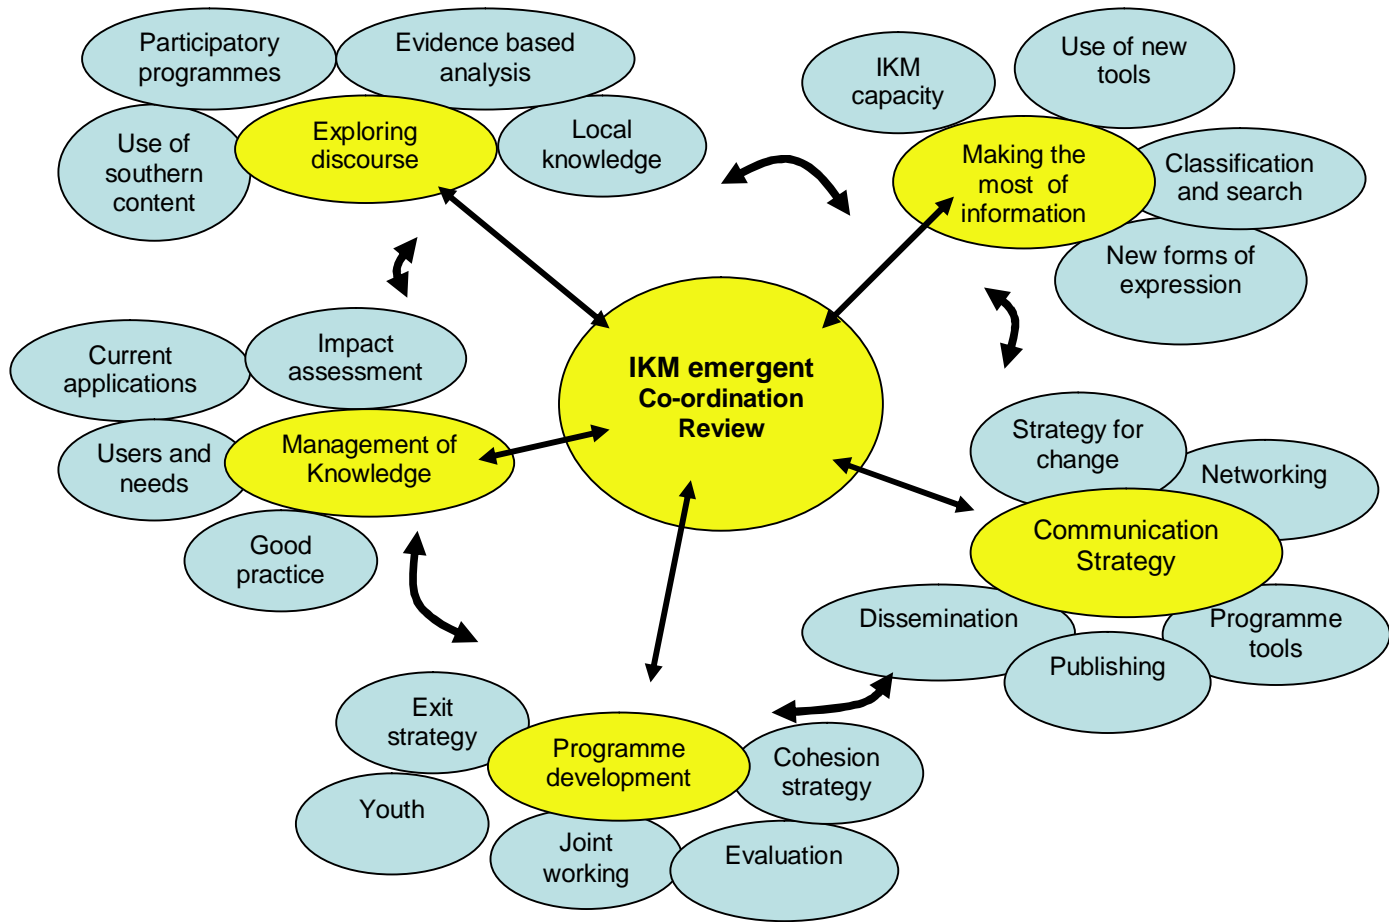 Participatory
programmes
Evidence based
analysis
Use of
southern
content
Exploring
discourse
Local
knowledge
IKM
capacity
Use of new
tools
Making the
most of
information
Classification
and search
New forms of
expression
IKM emergent
Co-ordination
Review
Current
applications
Impact
assessment
Users and
needs
Management of
Knowledge
Good
practice
Strategy for
change
Networking
Communication
Strategy
Dissemination
Publishing
Programme
tools
Exit
strategy
Programme
development
Cohesion
strategy
Youth
Joint
working
Evaluation